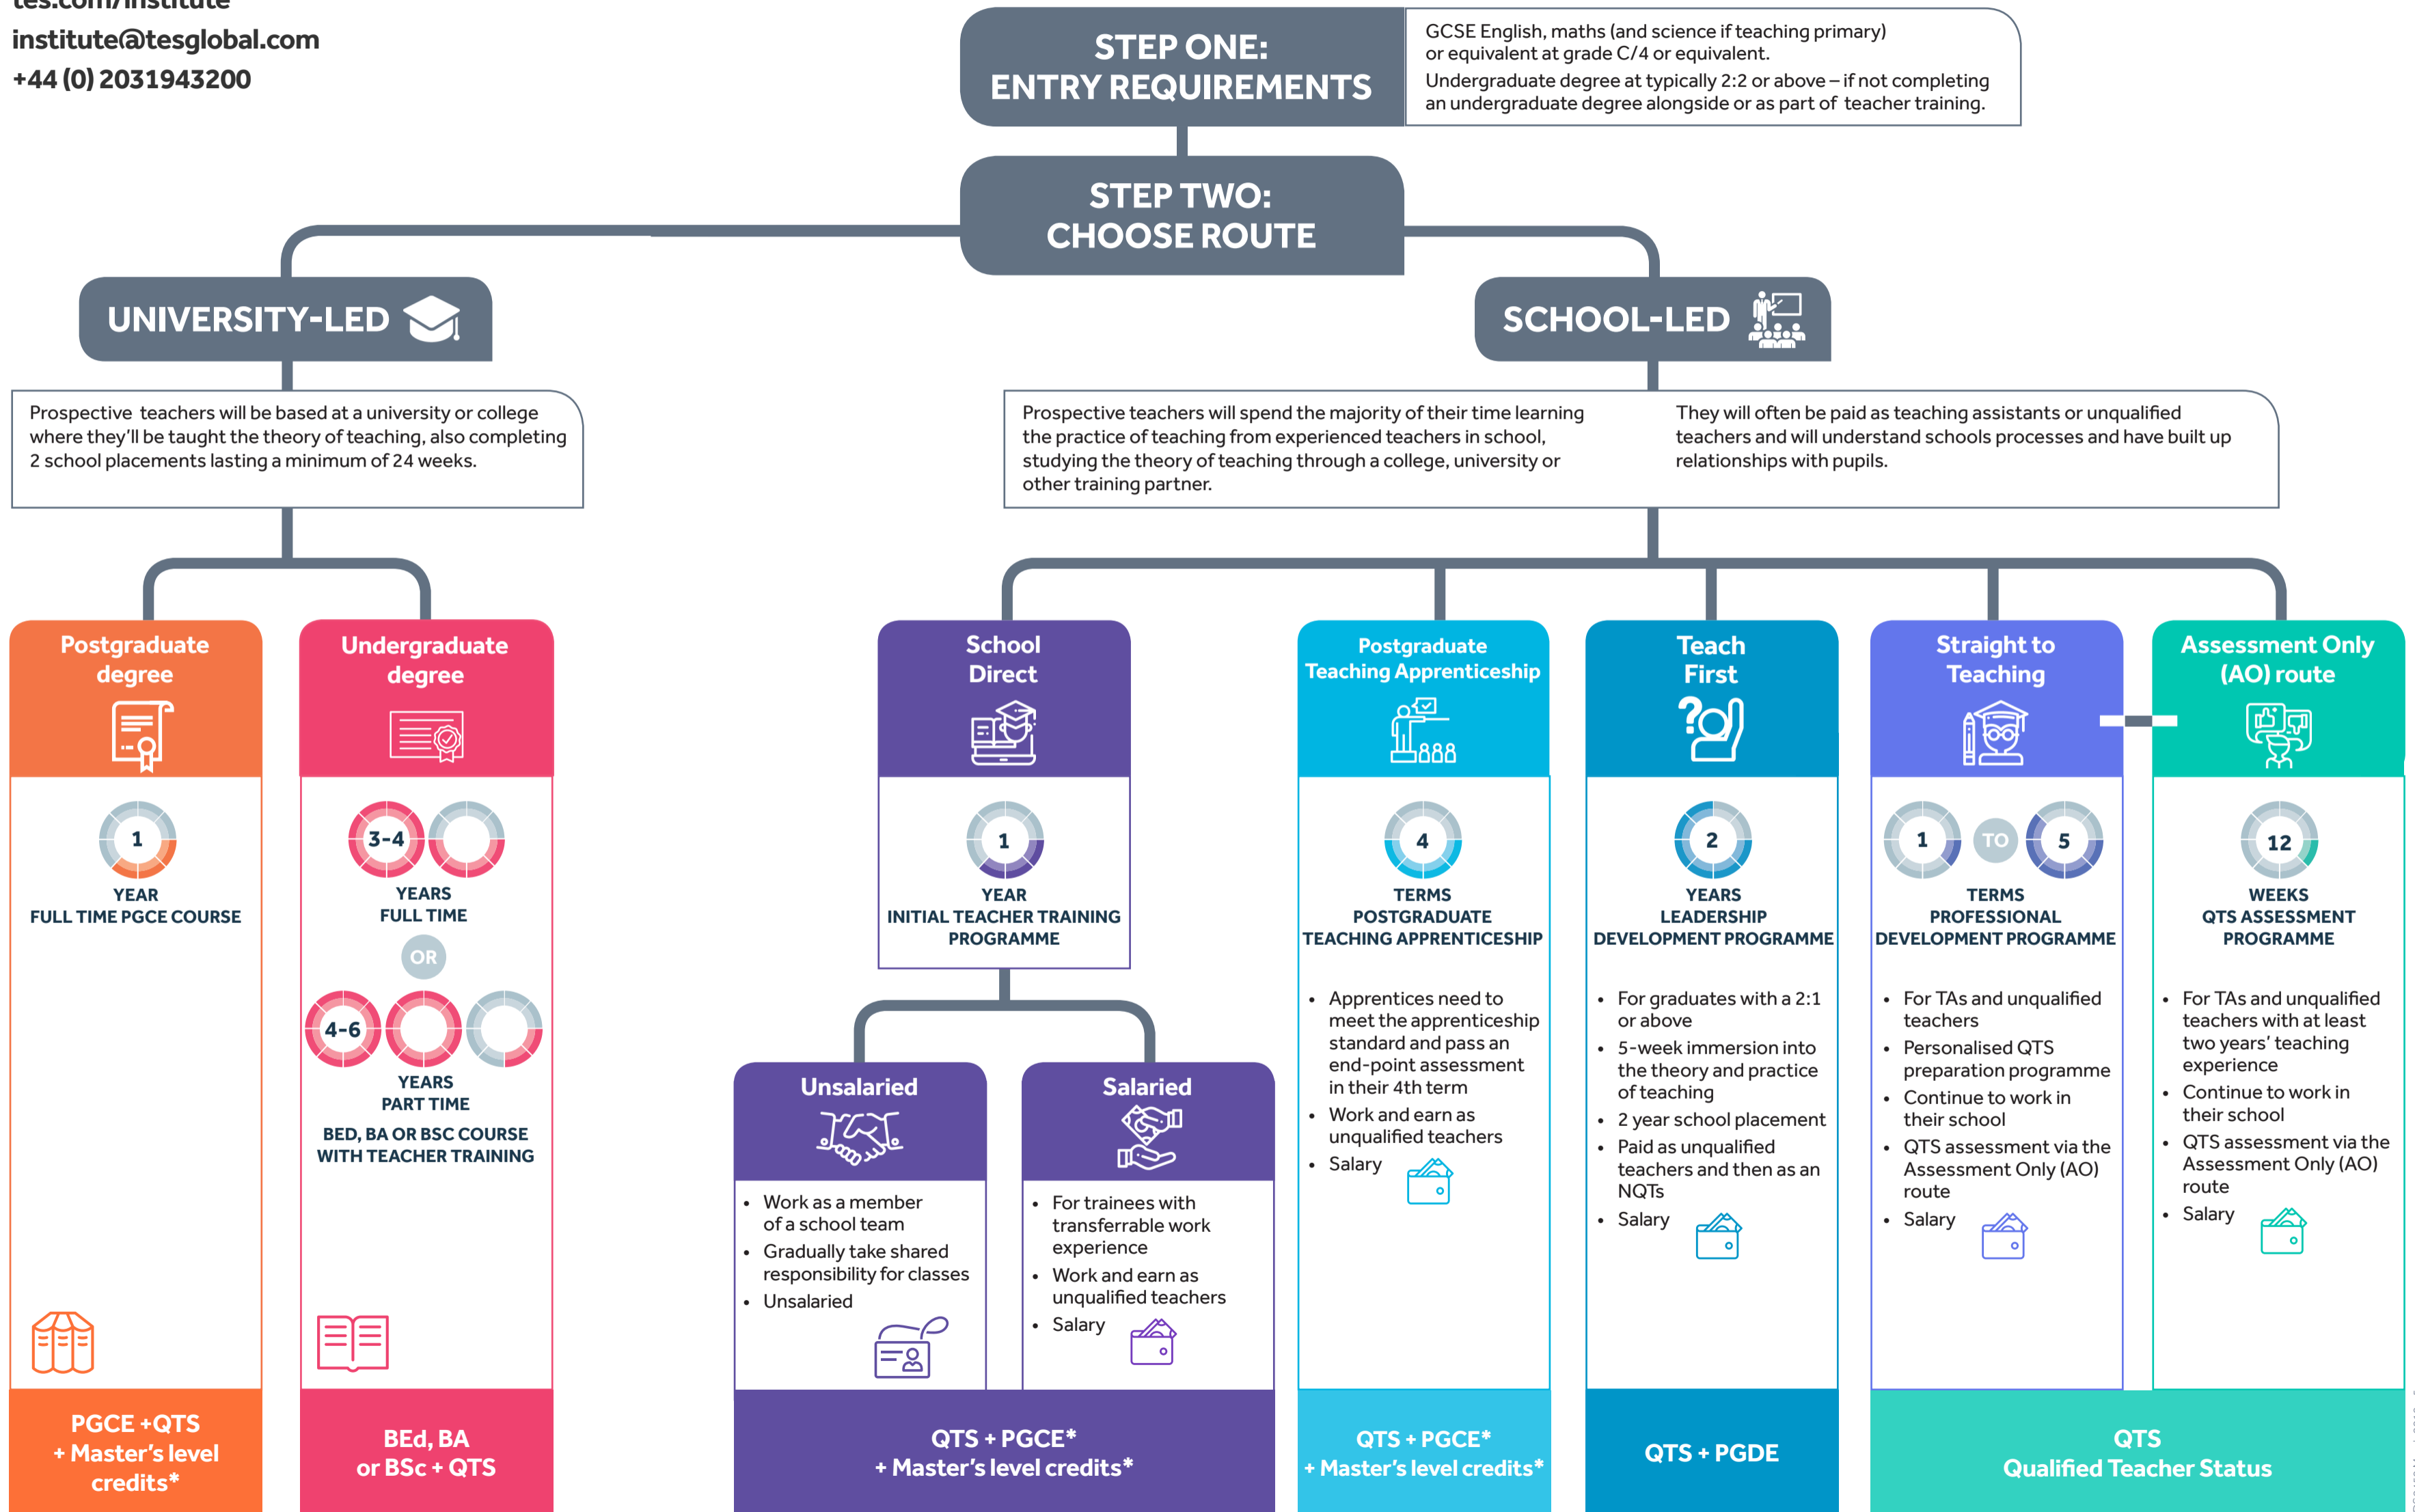 tes.com/institute
institute@tesglobal.com
+44 (0) 2031943200
STEP ONE:
ENTRY REQUIREMENTS
GCSE English, maths (and science if teaching primary)
or equivalent at grade C/4 or equivalent.
Undergraduate degree at typically 2:2 or above – if not completing
an undergraduate degree alongside or as part of teacher training.
STEP TWO:
CHOOSE ROUTE
UNIVERSITY-LED
Prospective teachers will be based at a university or college
where they'll be taught the theory of teaching, also completing
2 school placements lasting a minimum of 24 weeks.
SCHOOL-LED
Prospective teachers will spend the majority of their time learning
the practice of teaching from experienced teachers in school,
studying the theory of teaching through a college, university or
other training partner.
They will often be paid as teaching assistants or unqualified
teachers and will understand schools processes and have built up
relationships with pupils.
Postgraduate
degree
1
YEAR
FULL TIME PGCE COURSE
PGCE +QTS
+ Master's level
credits*
Undergraduate
degree
3-4
YEARS
FULL TIME
OR
4-6
YEARS
PART TIME
BED, BA OR BSC COURSE
WITH TEACHER TRAINING
BEd, BA
or BSc + QTS
School
Direct
1
YEAR
INITIAL TEACHER TRAINING
PROGRAMME
Unsalaried
• Work as a member
of a school team
• Gradually take shared
responsibility for classes
• Unsalaried
Salaried
• For trainees with
transferrable work
experience
• Work and earn as
unqualified teachers
• Salary
QTS + PGCE*
+ Master's level credits*
Postgraduate
Teaching Apprenticeship
4
TERMS
POSTGRADUATE
TEACHING APPRENTICESHIP
• Apprentices need to
meet the apprenticeship
standard and pass an
end-point assessment
in their 4th term
• Work and earn as
unqualified teachers
• Salary
QTS + PGCE*
+ Master's level credits*
Teach
First
2
YEARS
LEADERSHIP
DEVELOPMENT PROGRAMME
• For graduates with a 2:1
or above
• 5-week immersion into
the theory and practice
of teaching
• 2 year school placement
• Paid as unqualified
teachers and then as an
NQTs
• Salary
QTS + PGDE
Straight to
Teaching
1 TO 5
TERMS
PROFESSIONAL
DEVELOPMENT PROGRAMME
• For TAs and unqualified
teachers
• Personalised QTS
preparation programme
• Continue to work in
their school
• QTS assessment via the
Assessment Only (AO)
route
• Salary
Assessment Only
(AO) route
12
WEEKS
QTS ASSESSMENT
PROGRAMME
• For TAs and unqualified
teachers with at least
two years' teaching
experience
• Continue to work in
their school
• QTS assessment via the
Assessment Only (AO)
route
• Salary
QTS
Qualified Teacher Status